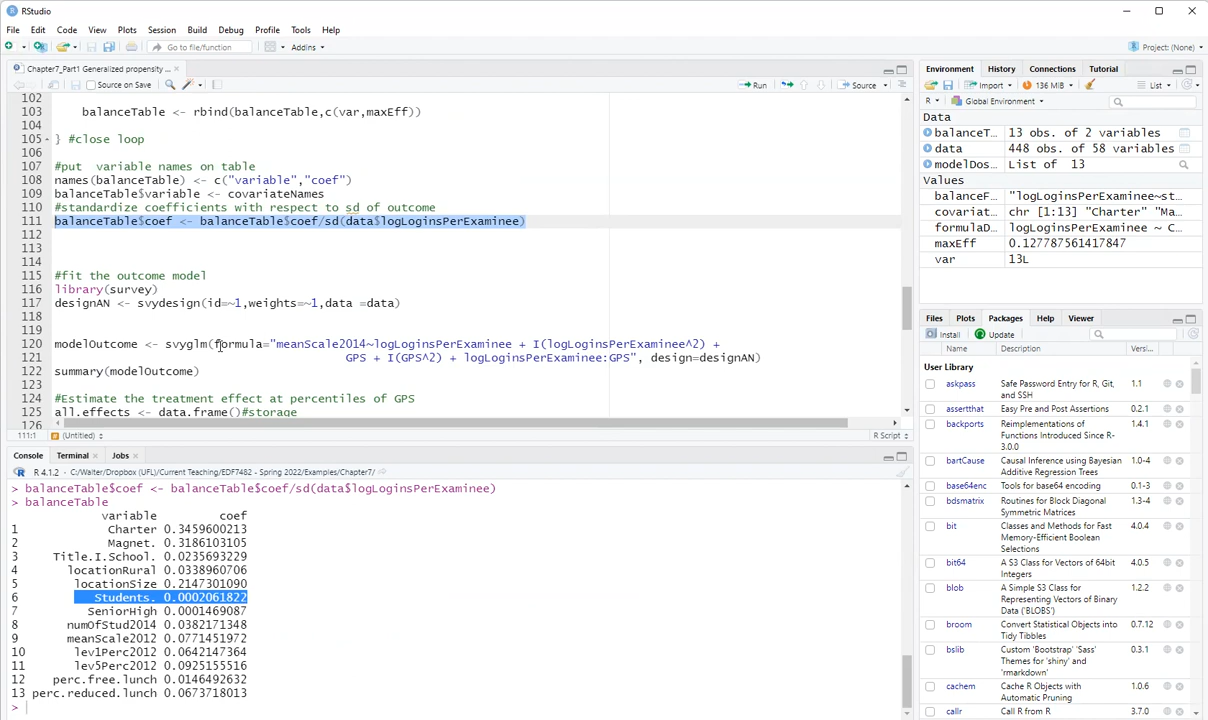 RStudio
File Edit Code View Plots Session Build Debug Profile Tools Help
Go to file/function Addins Project: (None)
Chapter7_Part1 Generalized propensity ...
Source on Save Run Source
102
103 balanceTable <- rbind(balanceTable,c(var,maxEff))
104
105 } #close loop
106
107 #put variable names on table
108 names(balanceTable) <- c("variable","coef")
109 balanceTable$variable <- covariateNames
110 #standardize coefficients with respect to sd of outcome
111 balanceTable$coef <- balanceTable$coef/sd(data$logLoginsPerExaminee)
112
113
114
115 #fit the outcome model
116 library(survey)
117 designAN <- svydesign(id=~1,weights=~1,data =data)
118
119
120 modelOutcome <- svyglm(formula="meanScale2014~logLoginsPerExaminee + I(logLoginsPerExaminee^2) +
121 GPS + I(GPS^2) + logLoginsPerExaminee:GPS", design=designAN)
122 summary(modelOutcome)
123
124 #Estimate the treatment effect at percentiles of GPS
125 all.effects <- data.frame()#storage
126
111:1 (Untitled) R Script
Console Terminal Jobs
R 4.1.2 · C:/Walter/Dropbox (UFL)/Current Teaching/EDF7482 - Spring 2022/Examples/Chapter7/
> balanceTable$coef <- balanceTable$coef/sd(data$logLoginsPerExaminee)
> balanceTable
variable coef
1 Charter 0.3459600213
2 Magnet. 0.3186103105
3 Title.I.School. 0.0235693229
4 locationRural 0.0338960706
5 locationSize 0.2147301090
6 Students. 0.0002061822
7 SeniorHigh 0.0001469087
8 numOfStud2014 0.0382171348
9 meanScale2012 0.0771451972
10 lev1Perc2012 0.0642147364
11 lev5Perc2012 0.0925155516
12 perc.free.lunch 0.0146492632
13 perc.reduced.lunch 0.0673718013
>
Environment History Connections Tutorial
Import 136 MiB List
R Global Environment
Data
balanceT... 13 obs. of 2 variables
data 448 obs. of 58 variables
modelDos... List of 13
Values
balanceF... "logLoginsPerExaminee~st...
covariat... chr [1:13] "Charter" "Ma...
formulaD... "logLoginsPerExaminee ~ C...
maxEff 0.127787561417847
var 13L
Files Plots Packages Help Viewer
Install Update
Name Description Versi...
User Library
askpass Safe Password Entry for R, Git, and SSH 1.1
assertthat Easy Pre and Post Assertions 0.2.1
backports Reimplementations of Functions Introduced Since R-3.0.0 1.4.1
bartCause Causal Inference using Bayesian Additive Regression Trees 1.0-4
base64enc Tools for base64 encoding 0.1-3
bdsmatrix Routines for Block Diagonal Symmetric Matrices 1.3-4
bit Classes and Methods for Fast Memory-Efficient Boolean Selections 4.0.4
bit64 A S3 Class for Vectors of 64bit Integers 4.0.5
blob A Simple S3 Class for Representing Vectors of Binary Data ('BLOBS') 1.2.2
broom Convert Statistical Objects into Tidy Tibbles 0.7.12
bslib Custom 'Bootstrap' 'Sass' Themes for 'shiny' and 'rmarkdown' 0.3.1
cachem Cache R Objects with Automatic Pruning 1.0.6
callr Call R from R 3.7.0